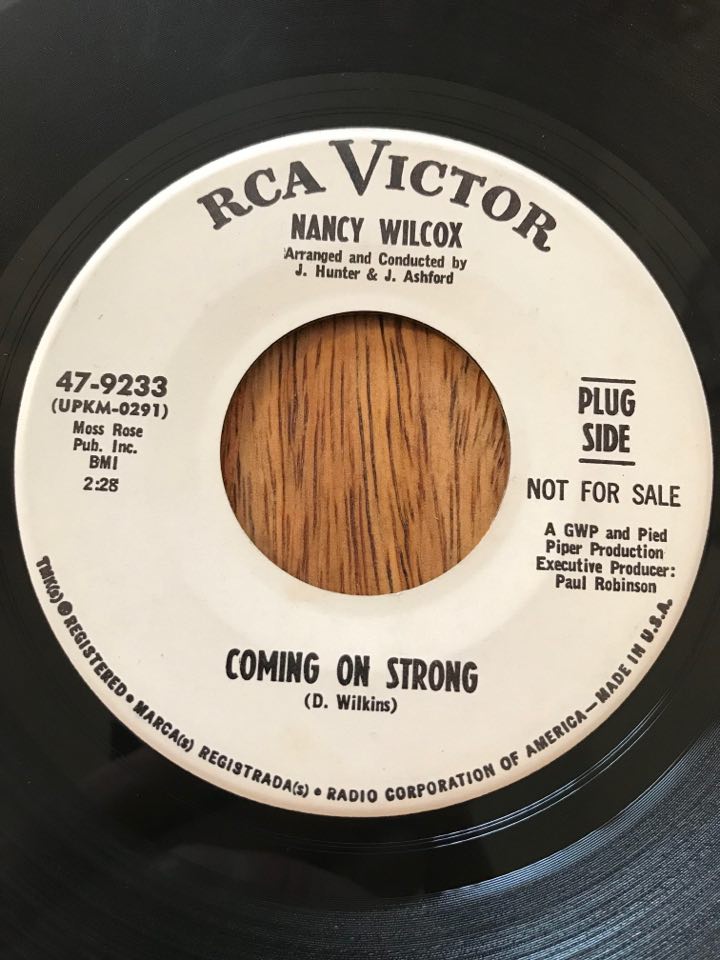 RCA VICTOR
NANCY WILCOX
Arranged and Conducted by
J. Hunter & J. Ashford
47-9233
(UPKM-0291)
Moss Rose
Pub. Inc.
BMI
2:28
PLUG
SIDE
NOT FOR SALE
A GWP and Pied
Piper Production
Executive Producer:
Paul Robinson
COMING ON STRONG
(D. Wilkins)
TMK(s) ® REGISTERED • MARCA(s) REGISTRADA(s) • RADIO CORPORATION OF AMERICA—MADE IN U.S.A.